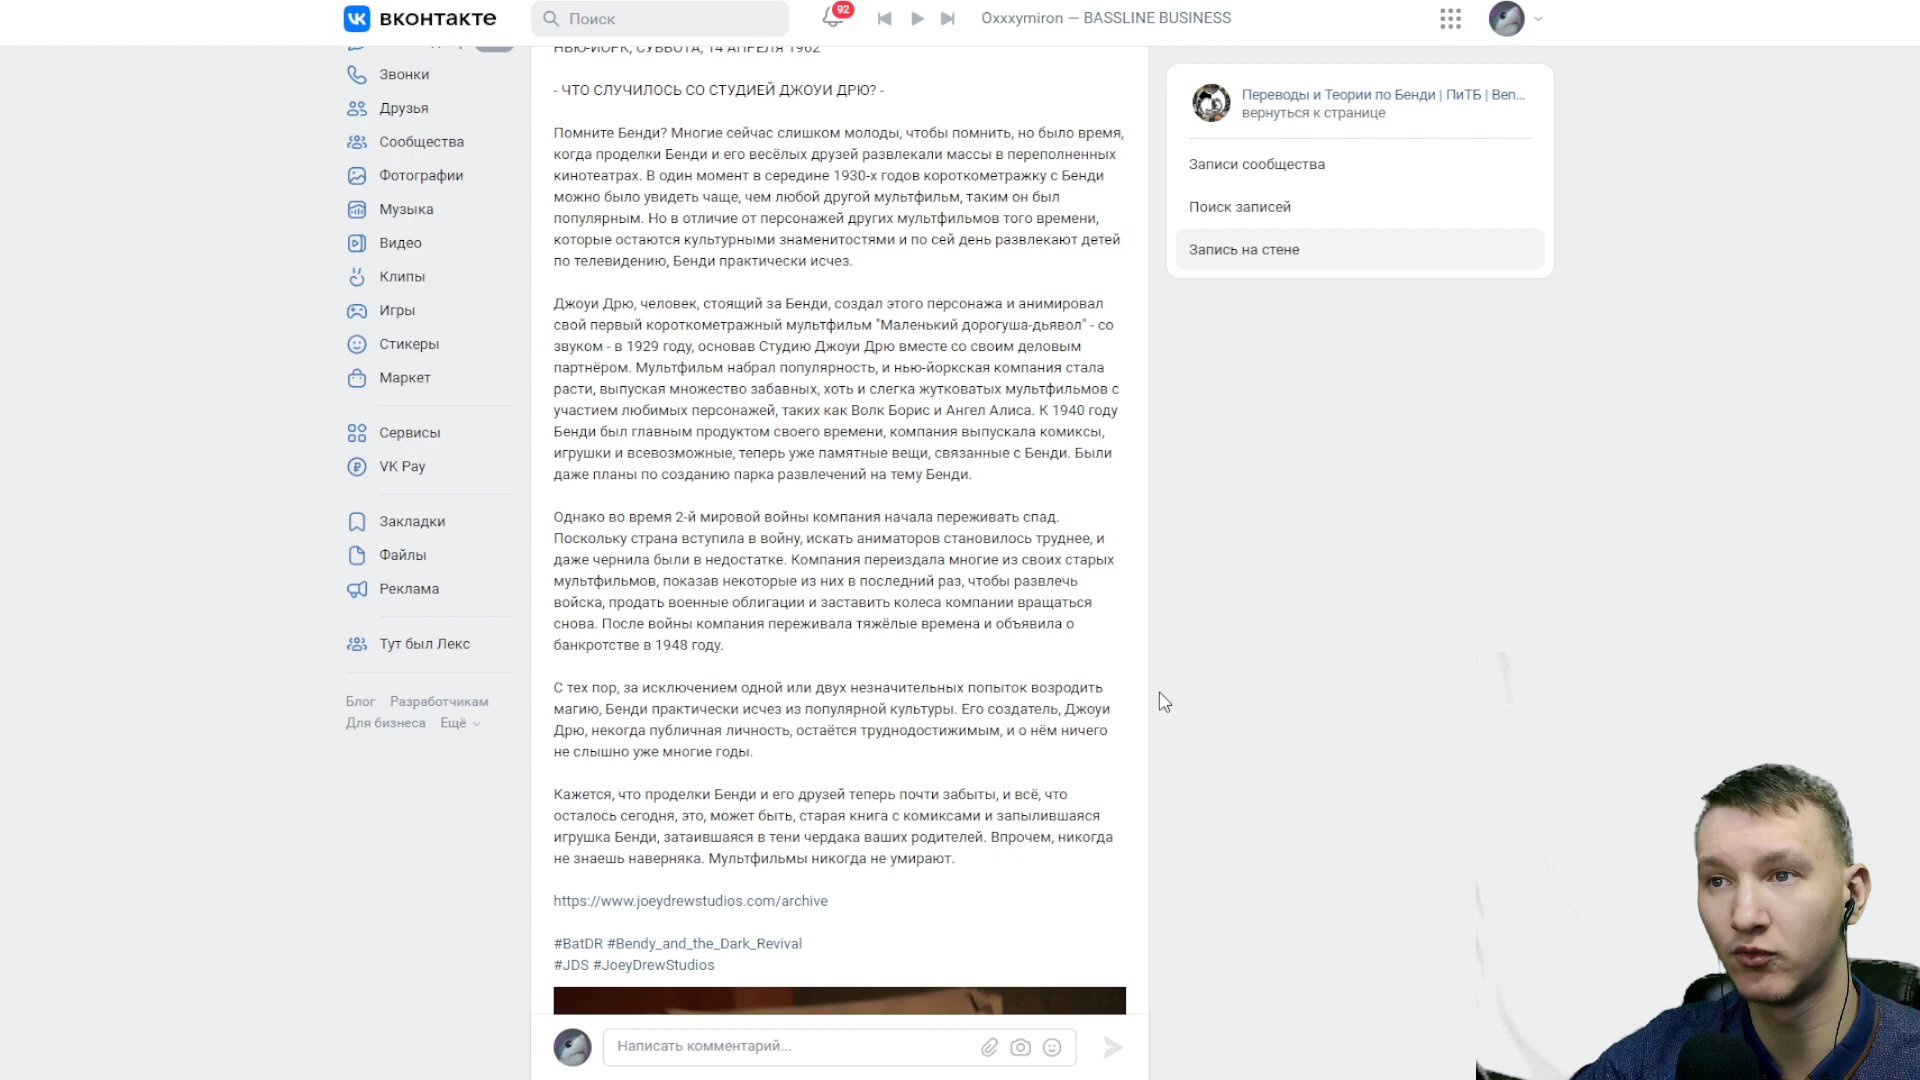 вконтакте
Поиск
92
Oxxxymiron — BASSLINE BUSINESS
Звонки
Друзья
Сообщества
Фотографии
Музыка
Видео
Клипы
Игры
Стикеры
Маркет
Сервисы
VK Pay
Закладки
Файлы
Реклама
Тут был Лекс
Блог Разработчикам
Для бизнеса Ещё
НЬЮ-ЙОРК, СУББОТА, 14 АПРЕЛЯ 1962
- ЧТО СЛУЧИЛОСЬ СО СТУДИЕЙ ДЖОУИ ДРЮ? -
Помните Бенди? Многие сейчас слишком молоды, чтобы помнить, но было время,
когда проделки Бенди и его весёлых друзей развлекали массы в переполненных
кинотеатрах. В один момент в середине 1930-х годов короткометражку с Бенди
можно было увидеть чаще, чем любой другой мультфильм, таким он был
популярным. Но в отличие от персонажей других мультфильмов того времени,
которые остаются культурными знаменитостями и по сей день развлекают детей
по телевидению, Бенди практически исчез.
Джоуи Дрю, человек, стоящий за Бенди, создал этого персонажа и анимировал
свой первый короткометражный мультфильм "Маленький дорогуша-дьявол" - со
звуком - в 1929 году, основав Студию Джоуи Дрю вместе со своим деловым
партнёром. Мультфильм набрал популярность, и нью-йоркская компания стала
расти, выпуская множество забавных, хоть и слегка жутковатых мультфильмов с
участием любимых персонажей, таких как Волк Борис и Ангел Алиса. К 1940 году
Бенди был главным продуктом своего времени, компания выпускала комиксы,
игрушки и всевозможные, теперь уже памятные вещи, связанные с Бенди. Были
даже планы по созданию парка развлечений на тему Бенди.
Однако во время 2-й мировой войны компания начала переживать спад.
Поскольку страна вступила в войну, искать аниматоров становилось труднее, и
даже чернила были в недостатке. Компания переиздала многие из своих старых
мультфильмов, показав некоторые из них в последний раз, чтобы развлечь
войска, продать военные облигации и заставить колеса компании вращаться
снова. После войны компания переживала тяжёлые времена и объявила о
банкротстве в 1948 году.
С тех пор, за исключением одной или двух незначительных попыток возродить
магию, Бенди практически исчез из популярной культуры. Его создатель, Джоуи
Дрю, некогда публичная личность, остаётся труднодостижимым, и о нём ничего
не слышно уже многие годы.
Кажется, что проделки Бенди и его друзей теперь почти забыты, и всё, что
осталось сегодня, это, может быть, старая книга с комиксами и запылившаяся
игрушка Бенди, затаившаяся в тени чердака ваших родителей. Впрочем, никогда
не знаешь наверняка. Мультфильмы никогда не умирают.
https://www.joeydrewstudios.com/archive
#BatDR #Bendy_and_the_Dark_Revival
#JDS #JoeyDrewStudios
Написать комментарий...
Переводы и Теории по Бенди | ПиТБ | Ben...
вернуться к странице
Записи сообщества
Поиск записей
Запись на стене